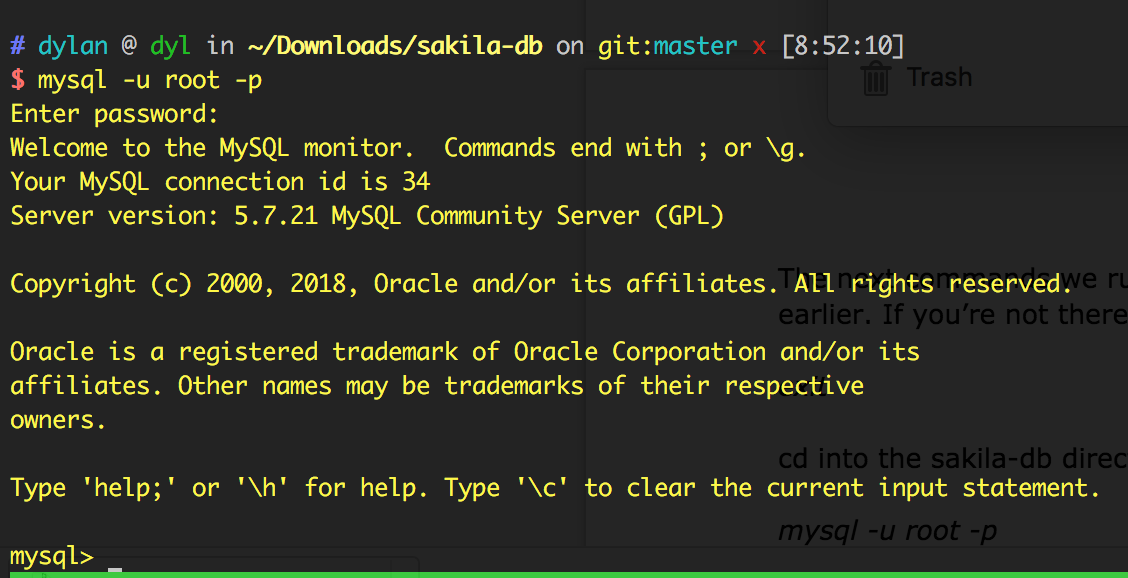 # dylan @ dyl in ~/Downloads/sakila-db on git:master x [8:52:10]
$ mysql -u root -p
Enter password:
Welcome to the MySQL monitor.  Commands end with ; or \g.
Your MySQL connection id is 34
Server version: 5.7.21 MySQL Community Server (GPL)
Copyright (c) 2000, 2018, Oracle and/or its affiliates. All rights reserved.
Oracle is a registered trademark of Oracle Corporation and/or its
affiliates. Other names may be trademarks of their respective
owners.
Type 'help;' or '\h' for help. Type '\c' to clear the current input statement.
mysql>
Trash
The next commands we
earlier. If you're not there
cd into the sakila-db
mysql -u root -p